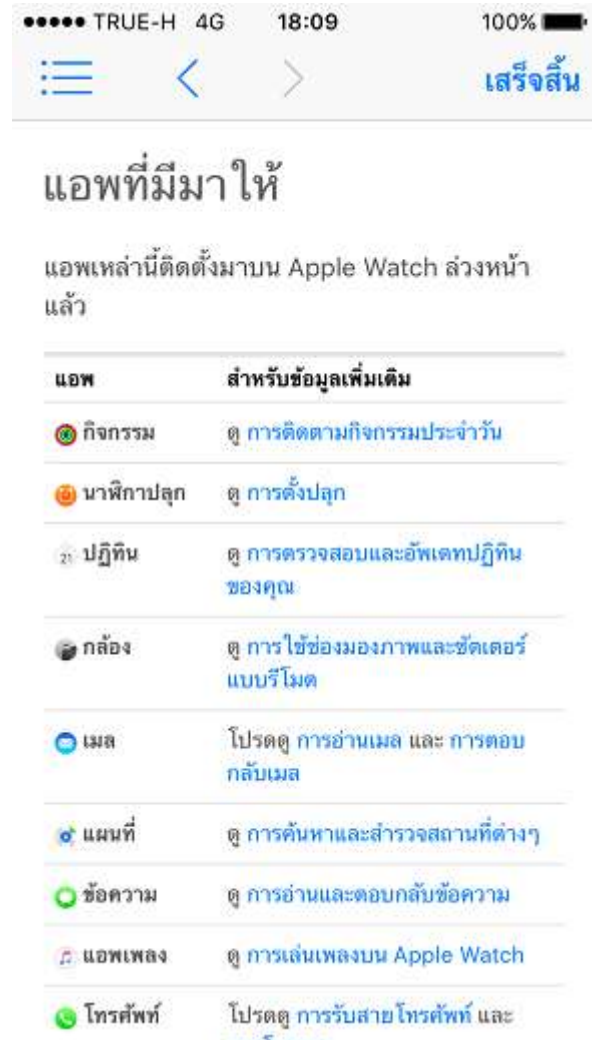 TRUE-H 4G 18:09 100%
เสร็จสิ้น
แอพที่มีมาให้
แอพเหล่านี้ติดตั้งมาบน Apple Watch ล่วงหน้า
แล้ว
แอพ สำหรับข้อมูลเพิ่มเติม
กิจกรรม ดู การติดตามกิจกรรมประจำวัน
นาฬิกาปลุก ดู การตั้งปลุก
21 ปฏิทิน ดู การตรวจสอบและอัพเดทปฏิทิน
ของคุณ
กล้อง ดู การใช้ช่องมองภาพและชัตเตอร์
แบบรีโมต
เมล โปรดดู การอ่านเมล และ การตอบ
กลับเมล
แผนที่ ดู การค้นหาและสำรวจสถานที่ต่างๆ
ข้อความ ดู การอ่านและตอบกลับข้อความ
แอพเพลง ดู การเล่นเพลงบน Apple Watch
โทรศัพท์ โปรดดู การรับสายโทรศัพท์ และ